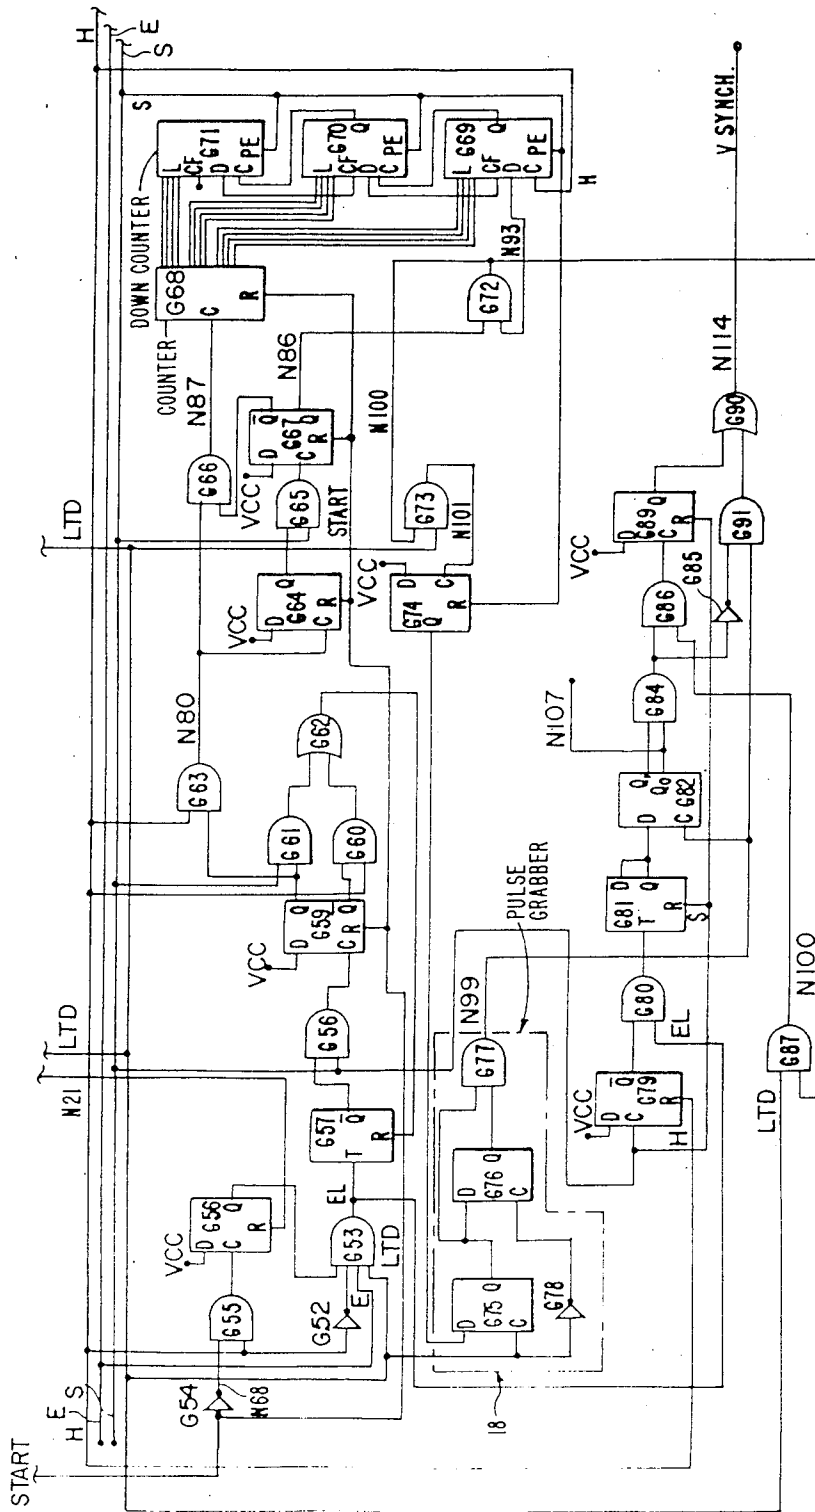 START
H
E
S
G54
N68
G55
VCC
D
G56
Q
C
R
N21
LTD
G52
E
G53
LTD
EL
T
G57
Q
R
G56
VCC
D
G59
Q
C
R
Q
G61
G60
G62
G63
N80
LTD
VCC
D
G64
Q
C
R
G65
START
G66
N87
VCC
D
G67
Q
C
Q
R
N86
COUNTER
DOWN COUNTER
G68
C
R
L
G71
CF
D
C
PE
L
G70
CF
D
C
PE
Q
L
G69
CF
D
C
PE
Q
H
E
S
S
H
N93
G72
N100
G73
N101
VCC
D
G74
C
Q
R
18
D
G75
Q
C
G78
D
G76
Q
C
G77
N99
PULSE
GRABBER
VCC
D
G79
Q
C
R
H
G80
EL
D
G81
Q
T
R
S
D
Q
Q0
G82
C
N107
G84
G85
G86
VCC
D
G89
Q
C
R
G91
G90
N114
V SYNCH.
LTD
G87
N100